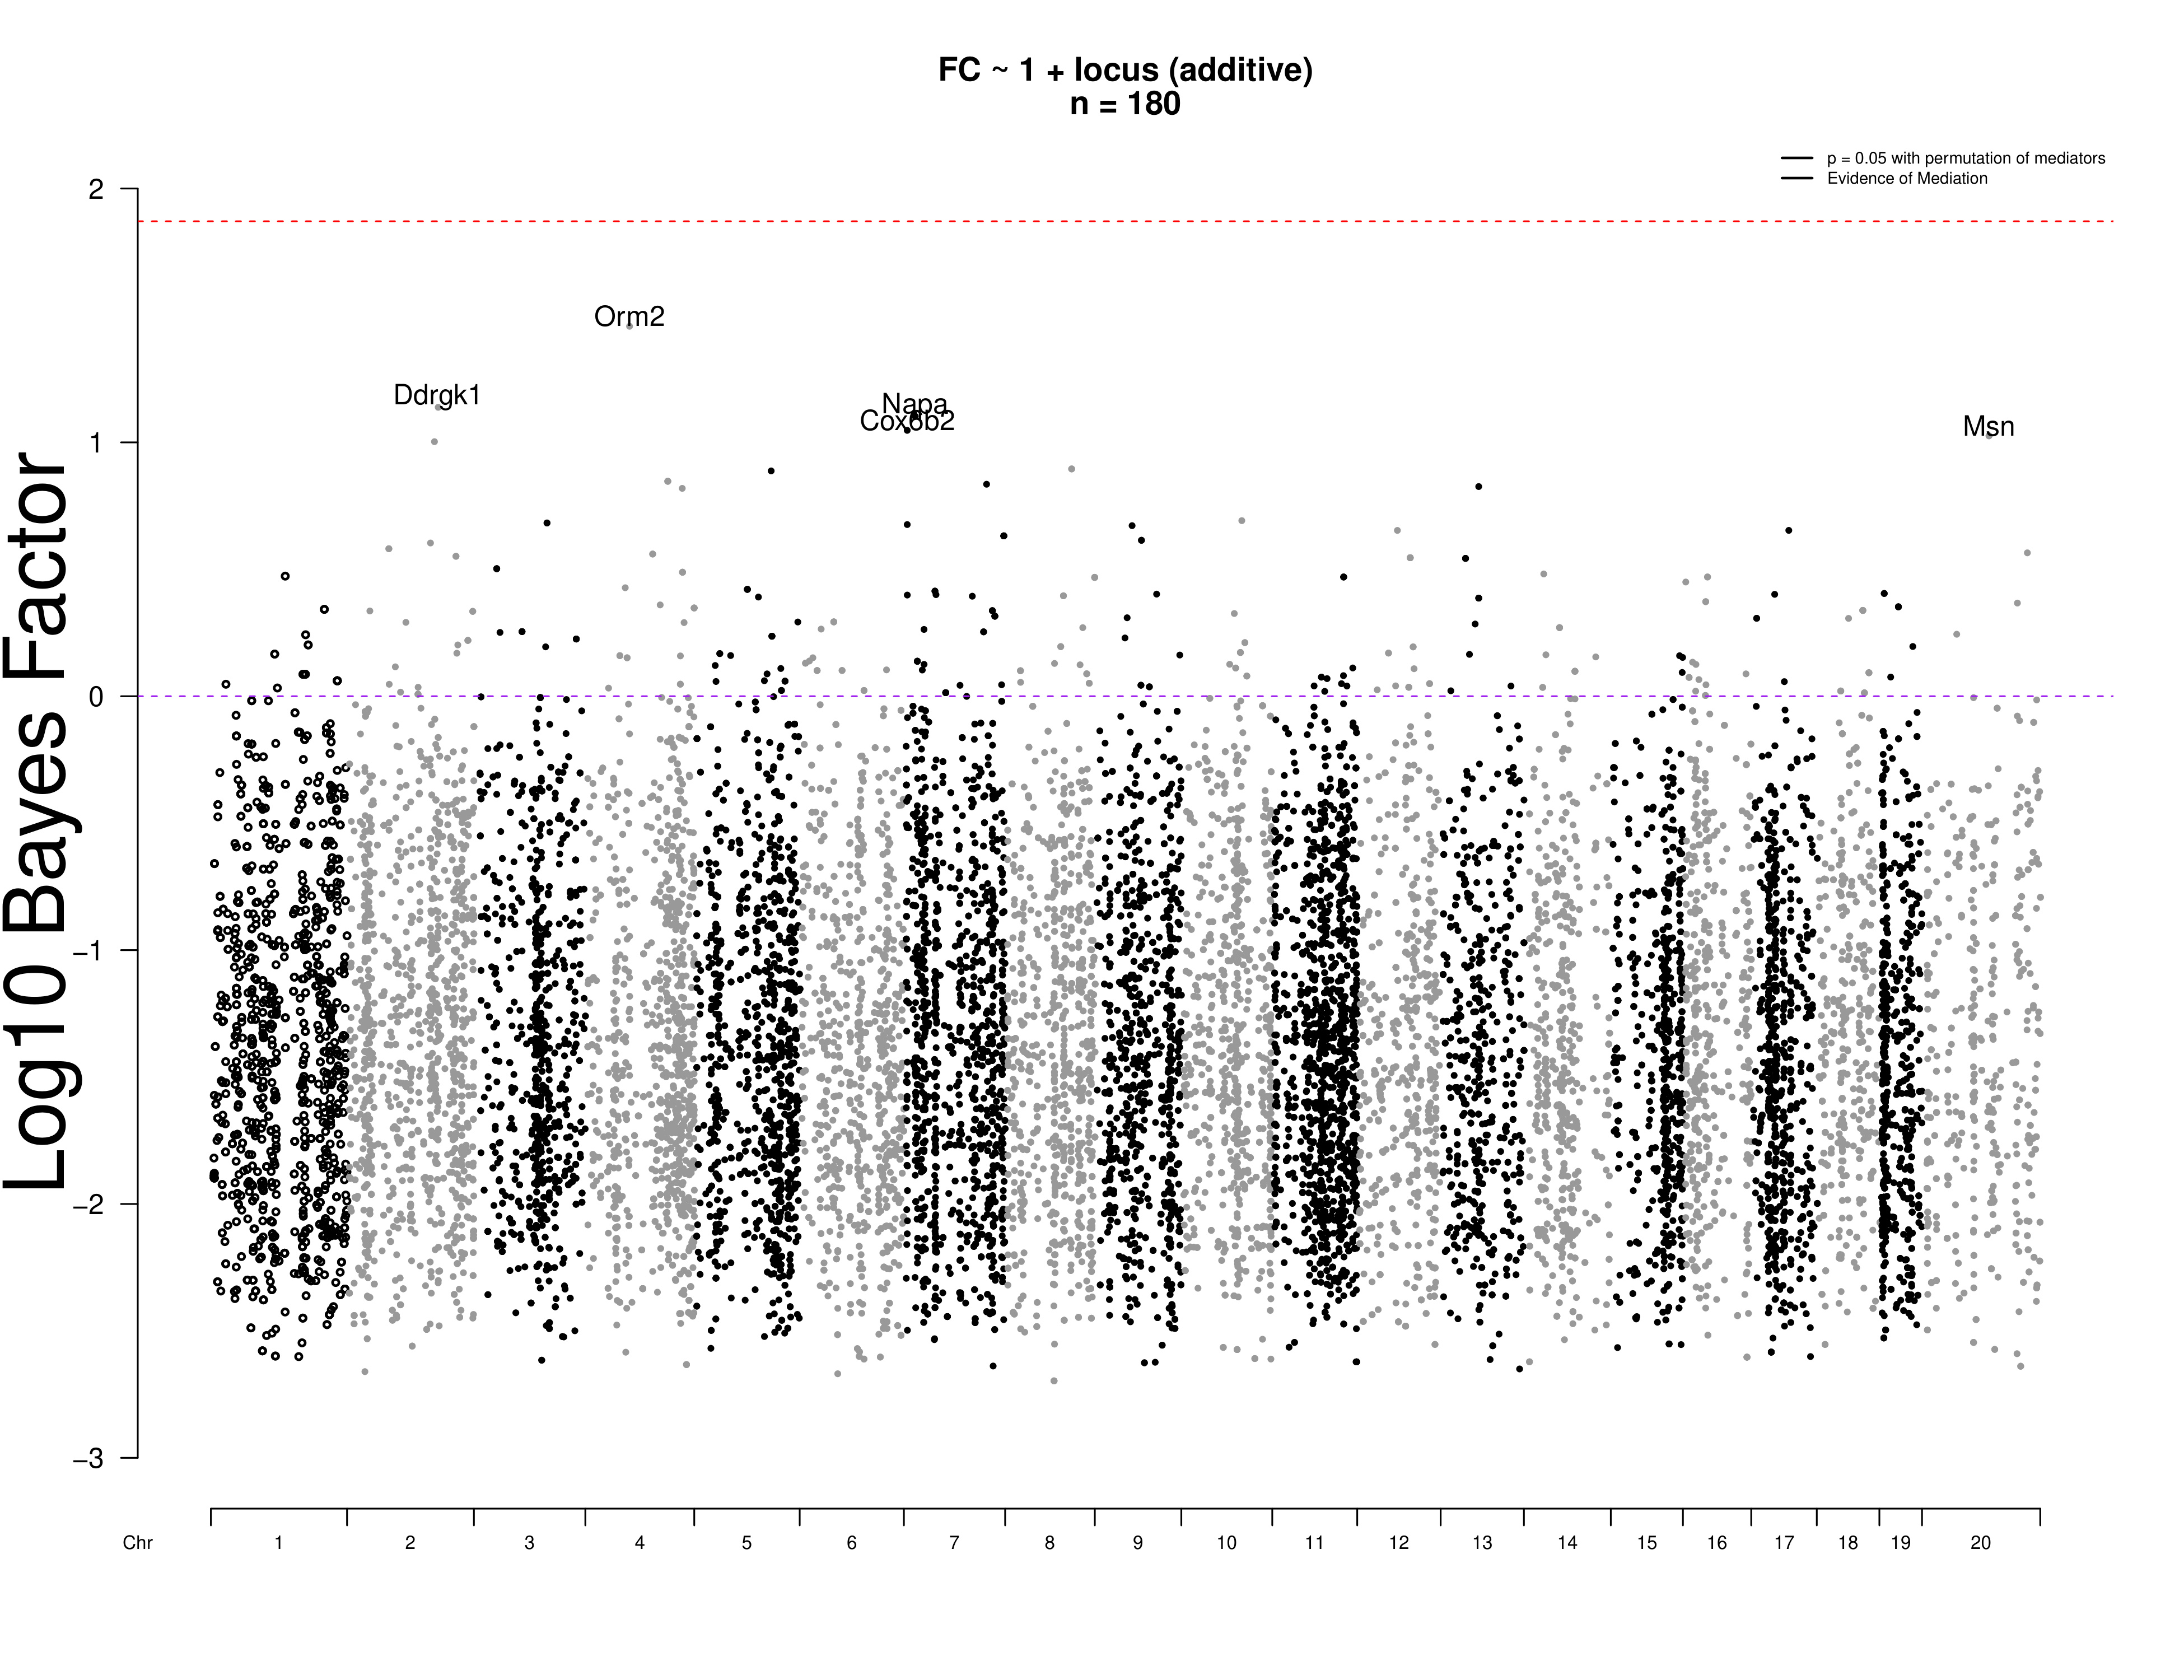 FC ~ 1 + locus (additive)
n = 180
p = 0.05 with permutation of mediators
Evidence of Mediation
Log10 Bayes Factor
2
1
0
−1
−2
−3
Orm2
Ddrgk1
Napa
Cox6b2
Msn
Chr 1 2 3 4 5 6 7 8 9 10 11 12 13 14 15 16 17 18 19 20